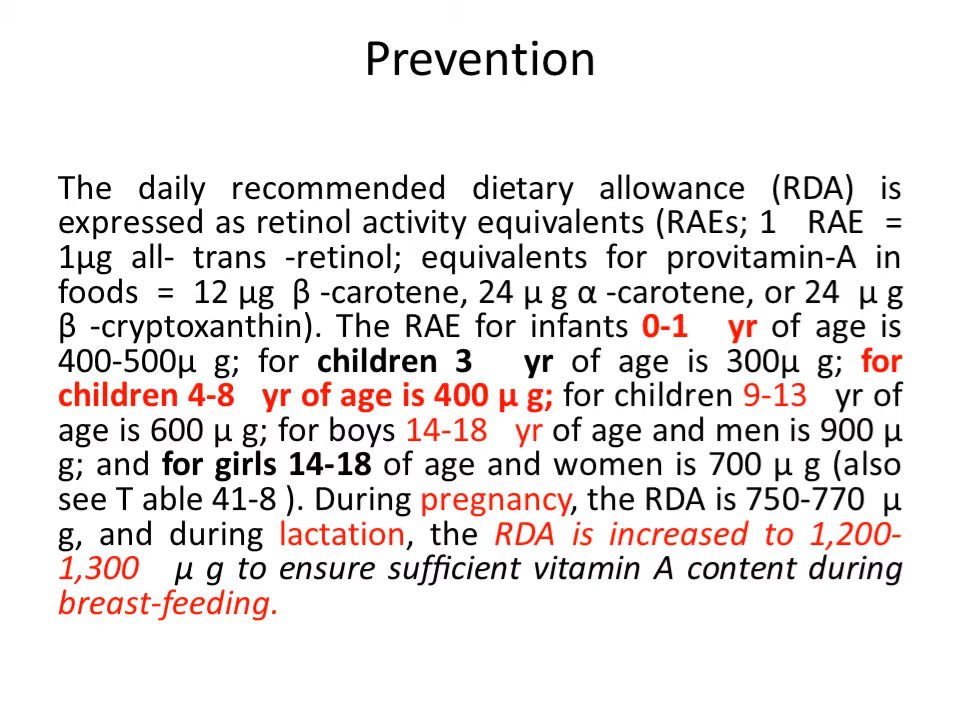 Prevention
The daily recommended dietary allowance (RDA) is
expressed as retinol activity equivalents (RAEs; 1 RAE =
1µg all- trans -retinol; equivalents for provitamin-A in
foods = 12 µg β -carotene, 24 µ g α -carotene, or 24 µ g
β -cryptoxanthin). The RAE for infants 0-1 yr of age is
400-500µ g; for children 3 yr of age is 300µ g; for
children 4-8 yr of age is 400 µ g; for children 9-13 yr of
age is 600 µ g; for boys 14-18 yr of age and men is 900 µ
g; and for girls 14-18 of age and women is 700 µ g (also
see T able 41-8 ). During pregnancy, the RDA is 750-770 µ
g, and during lactation, the RDA is increased to 1,200-
1,300 µ g to ensure sufficient vitamin A content during
breast-feeding.